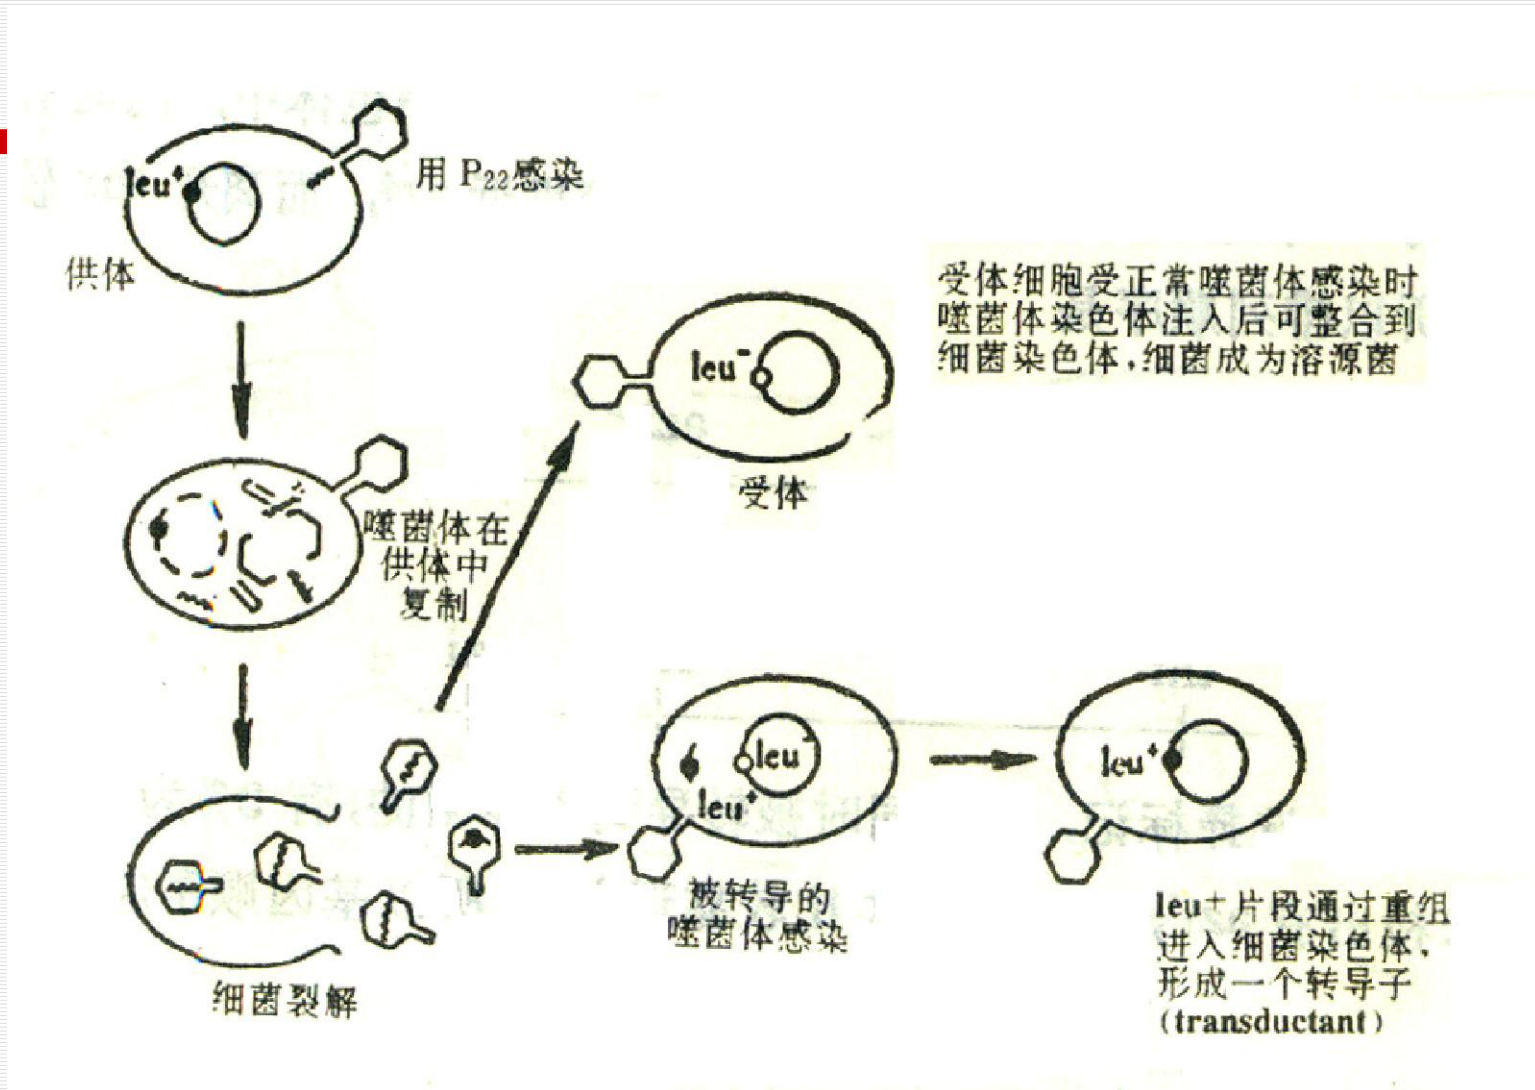 leu⁺
用 P₂₂感染
供体
受体细胞受正常噬菌体感染时
噬菌体染色体注入后可整合到
细菌染色体,细菌成为溶源菌
leu⁻
受体
噬菌体在
供体中
复制
leu⁻
leu⁺
leu⁺
被转导的
噬菌体感染
细菌裂解
leu+片段通过重组
进入细菌染色体,
形成一个转导子
(transductant)